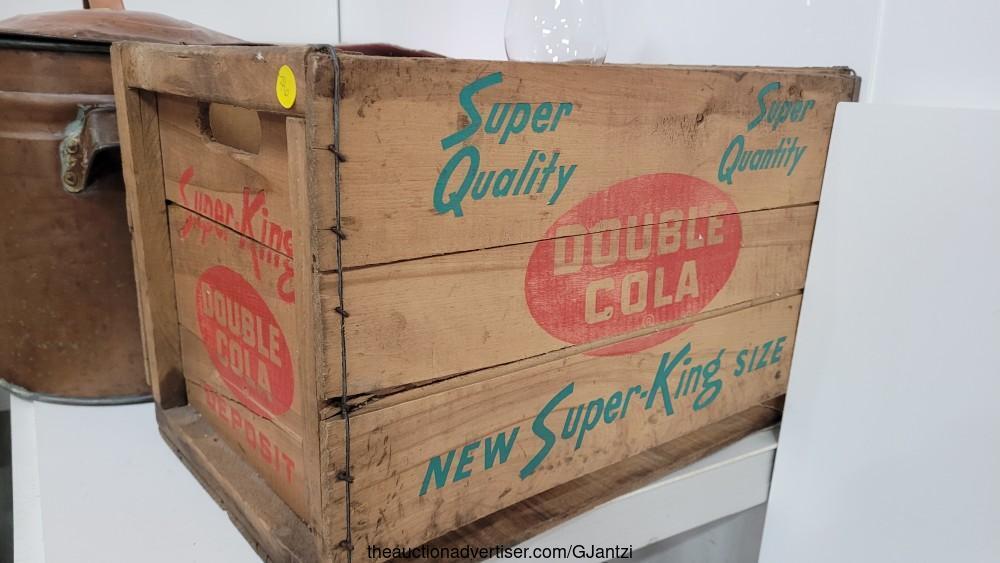 Super-King
DOUBLE
COLA
DEPOSIT
Super
Quality
Super
Quantity
DOUBLE
COLA
®
NEW Super-King SIZE
theauctionadvertiser.com/GJantzi